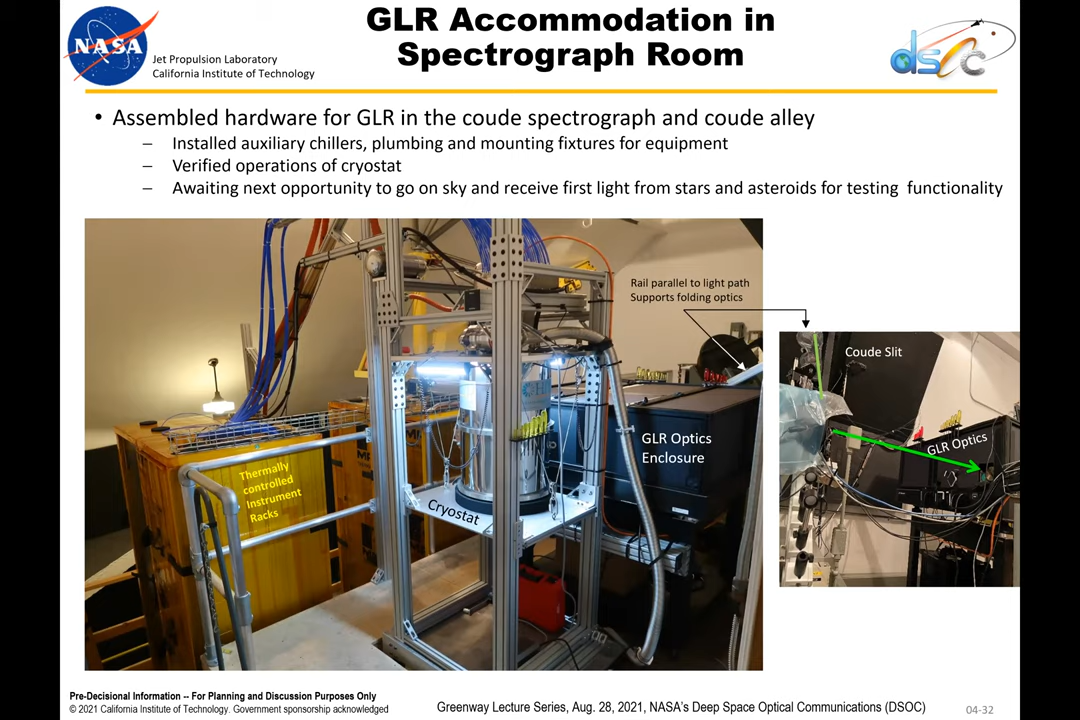 GLR Accommodation in
Spectrograph Room
NASA
Jet Propulsion Laboratory
California Institute of Technology
dsoc
• Assembled hardware for GLR in the coude spectrograph and coude alley
– Installed auxiliary chillers, plumbing and mounting fixtures for equipment
– Verified operations of cryostat
– Awaiting next opportunity to go on sky and receive first light from stars and asteroids for testing functionality
Rail parallel to light path
Supports folding optics
Coude Slit
GLR Optics
GLR Optics
Enclosure
Thermally
controlled
Instrument
Racks
Cryostat
Pre-Decisional Information -- For Planning and Discussion Purposes Only
© 2021 California Institute of Technology. Government sponsorship acknowledged
Greenway Lecture Series, Aug. 28, 2021, NASA's Deep Space Optical Communications (DSOC)
04-32